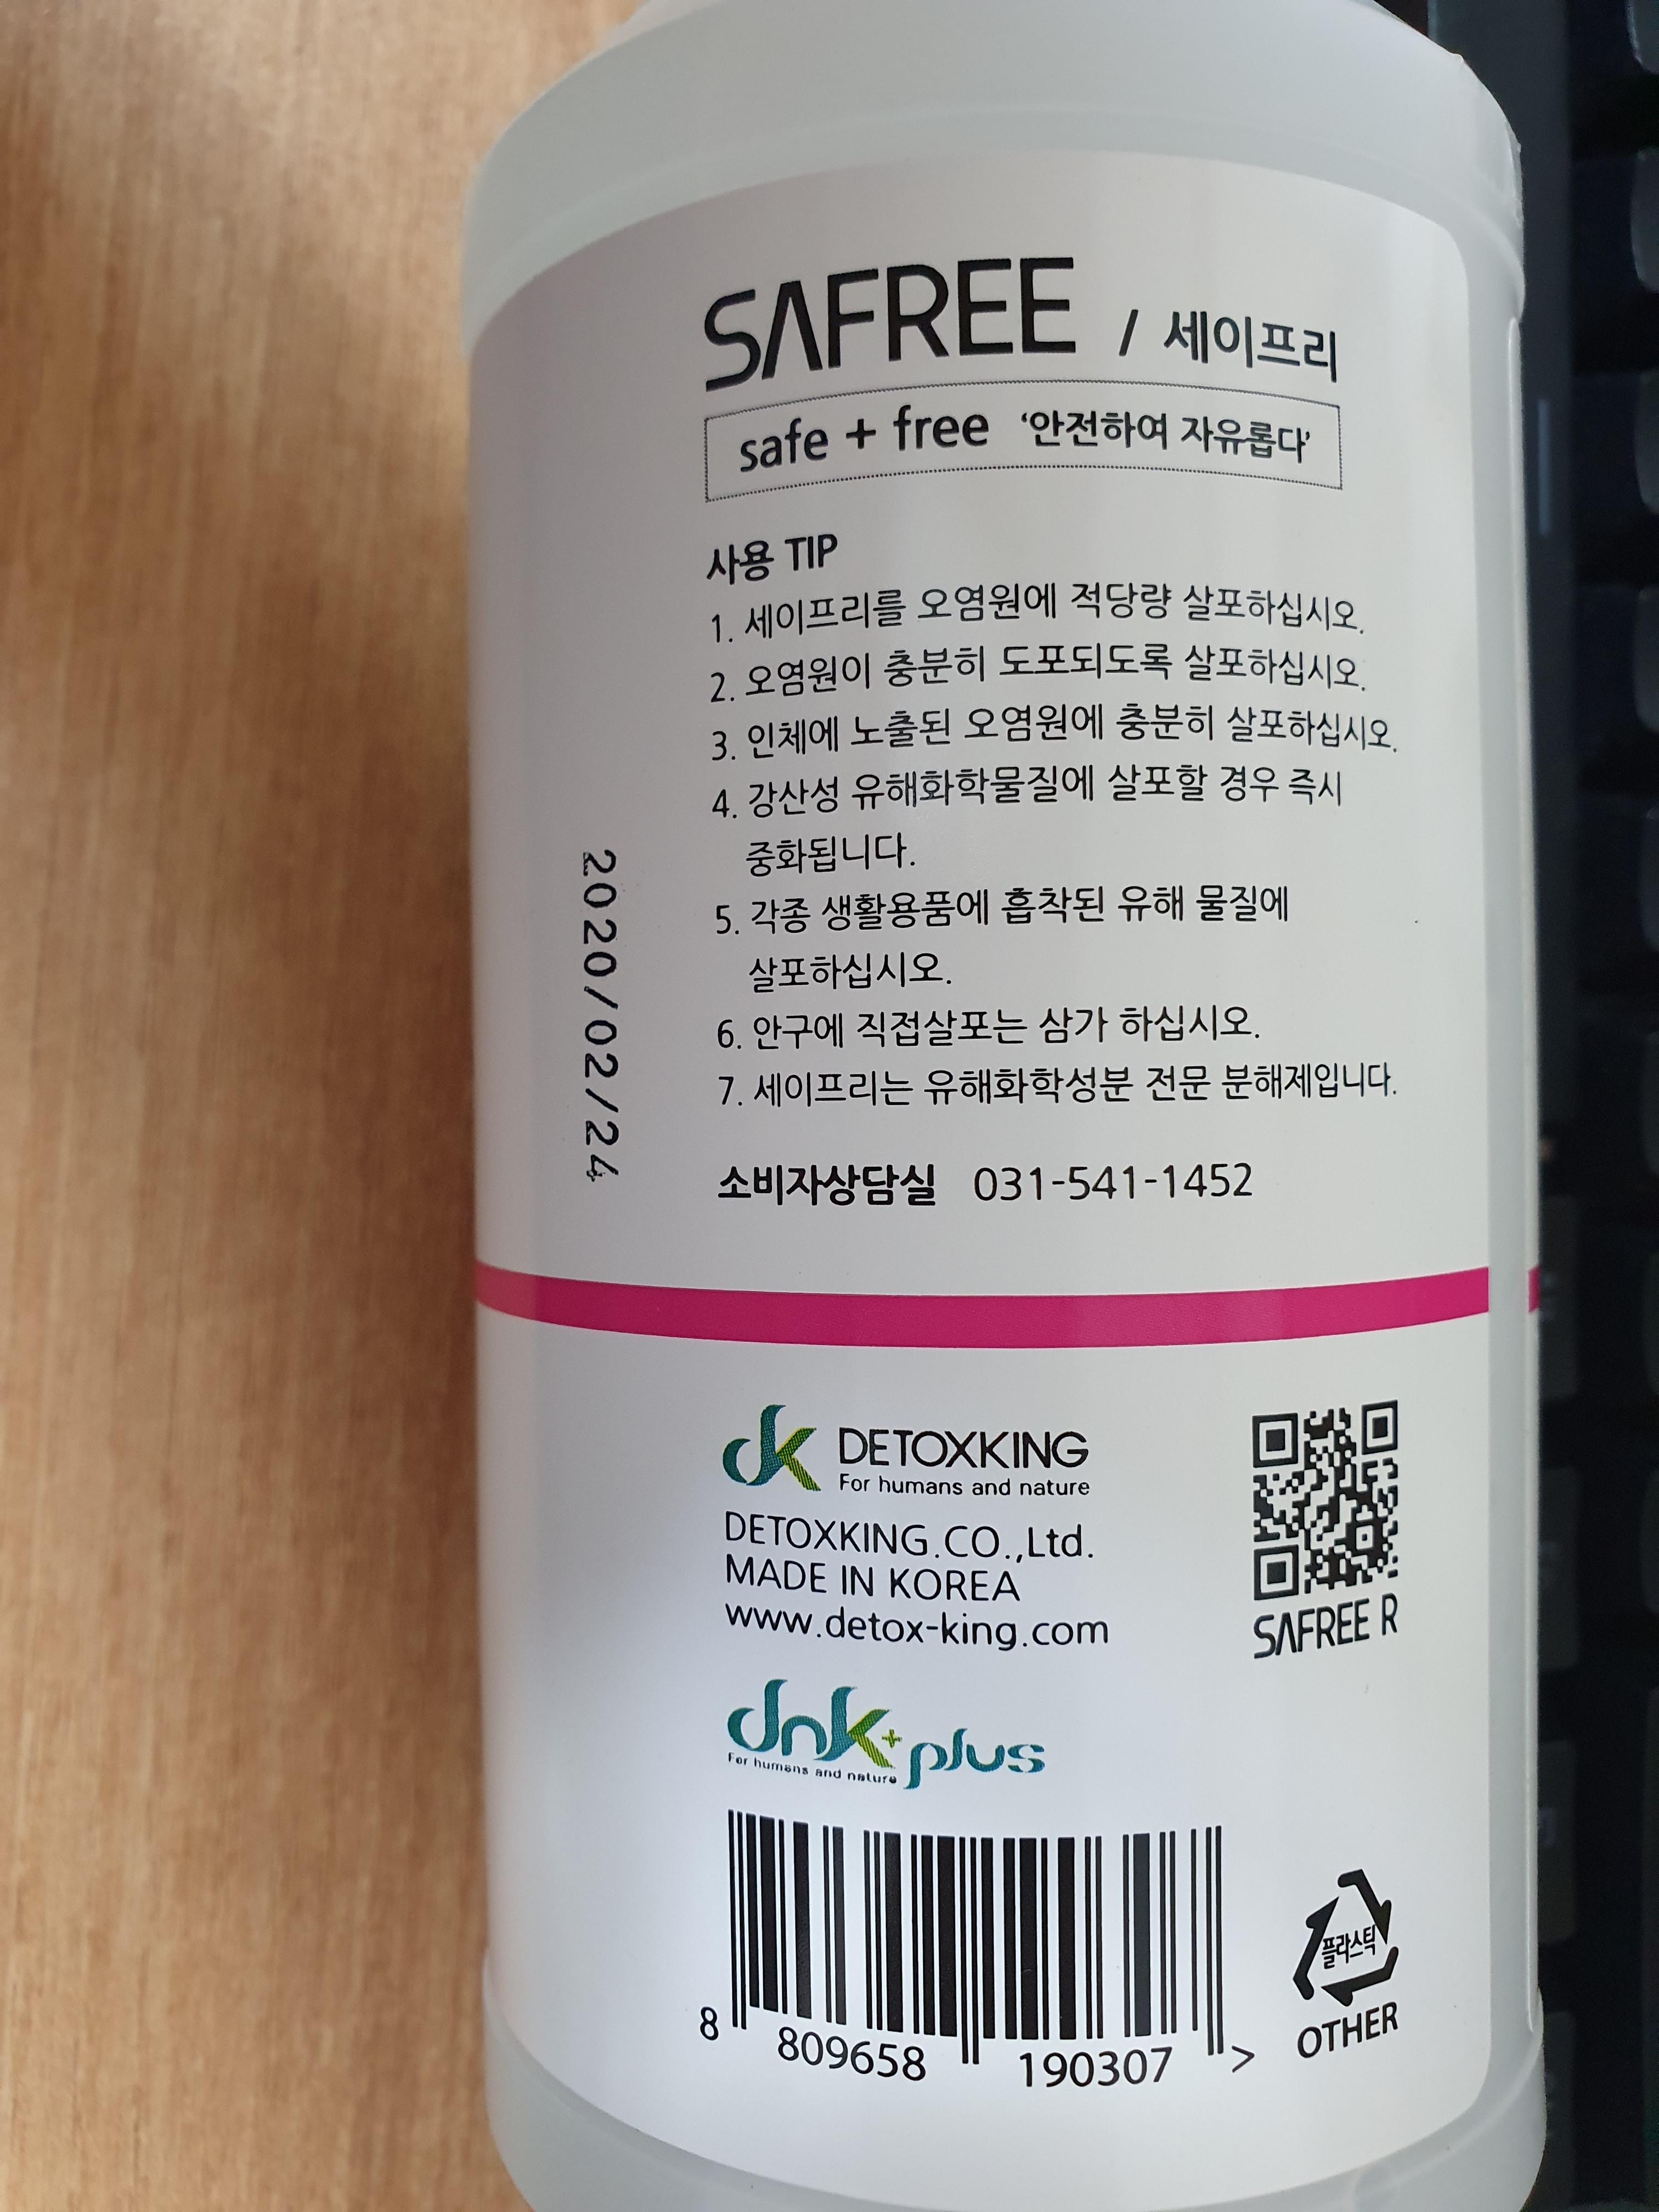 SAFREE / 세이프리
safe + free '안전하여 자유롭다'
사용 TIP
1. 세이프리를 오염원에 적당량 살포하십시오.
2. 오염원이 충분히 도포되도록 살포하십시오.
3. 인체에 노출된 오염원에 충분히 살포하십시오.
4. 강산성 유해화학물질에 살포할 경우 즉시
중화됩니다.
5. 각종 생활용품에 흡착된 유해 물질에
살포하십시오.
6. 안구에 직접살포는 삼가 하십시오.
7. 세이프리는 유해화학성분 전문 분해제입니다.
소비자상담실 031-541-1452
2020/02/24
dk DETOXKING
For humans and nature
DETOXKING.CO.,Ltd.
MADE IN KOREA
www.detox-king.com
SAFREE R
dnk+plus
For humans and nature
8 809658 190307 >
플라스틱
OTHER